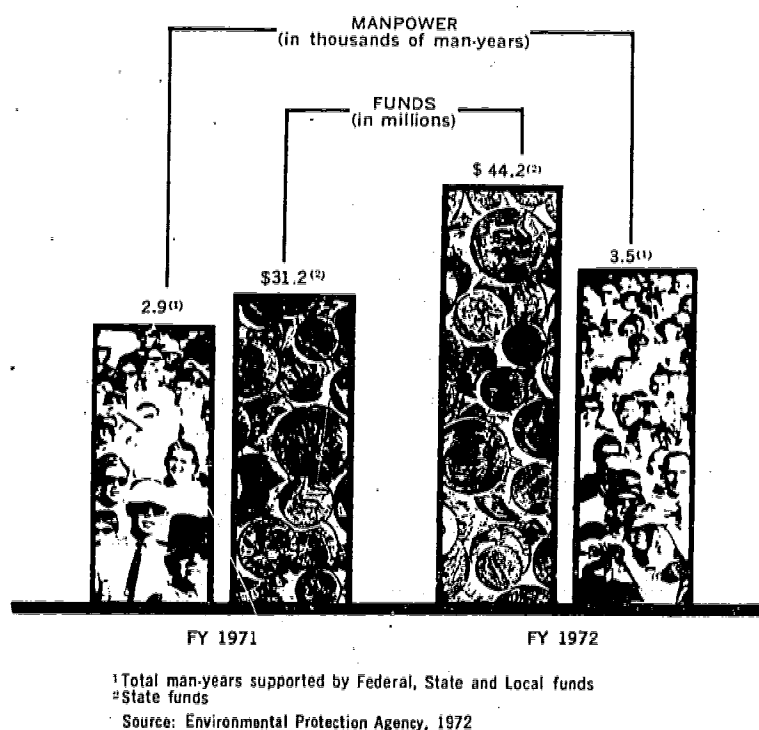 MANPOWER
(in thousands of man-years)
FUNDS
(in millions)
$ 44.2(2)
3.5(1)
$31.2(2)
2.9(1)
FY 1971
FY 1972
1Total man-years supported by Federal, State and Local funds
2State funds
Source: Environmental Protection Agency, 1972